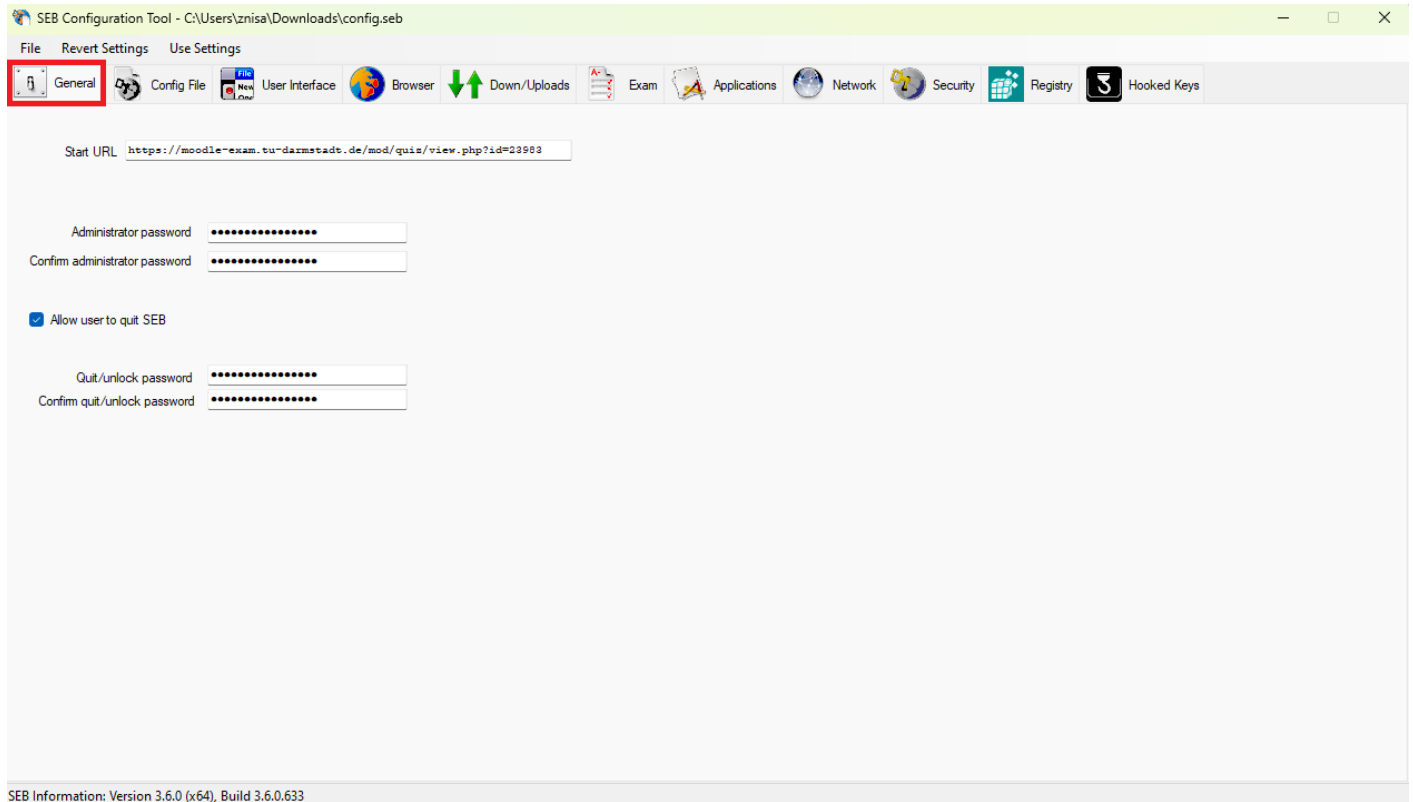 SEB Configuration Tool - C:\Users\znisa\Downloads\config.seb
File Revert Settings Use Settings
General Config File User Interface Browser Down/Uploads Exam Applications Network Security Registry Hooked Keys
Start URL https://moodle-exam.tu-darmstadt.de/mod/quiz/view.php?id=23983
Administrator password ••••••••••••••••
Confirm administrator password ••••••••••••••••
Allow user to quit SEB
Quit/unlock password ••••••••••••••••
Confirm quit/unlock password ••••••••••••••••
SEB Information: Version 3.6.0 (x64), Build 3.6.0.633